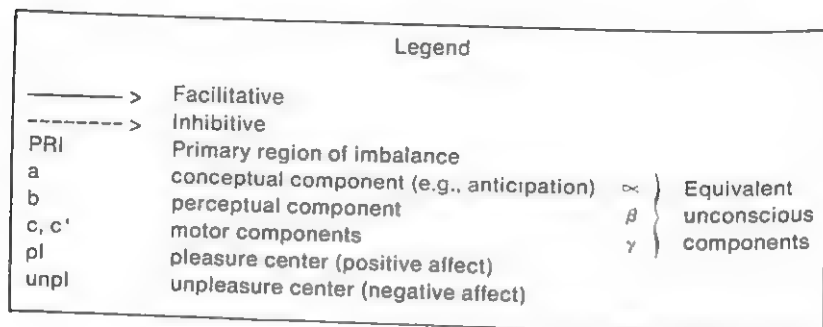 Legend
————> Facilitative
--------> Inhibitive
PRI Primary region of imbalance
a conceptual component (e.g., anticipation) ∝ } Equivalent
b perceptual component β } unconscious
c, c' motor components γ } components
pl pleasure center (positive affect)
unpl unpleasure center (negative affect)